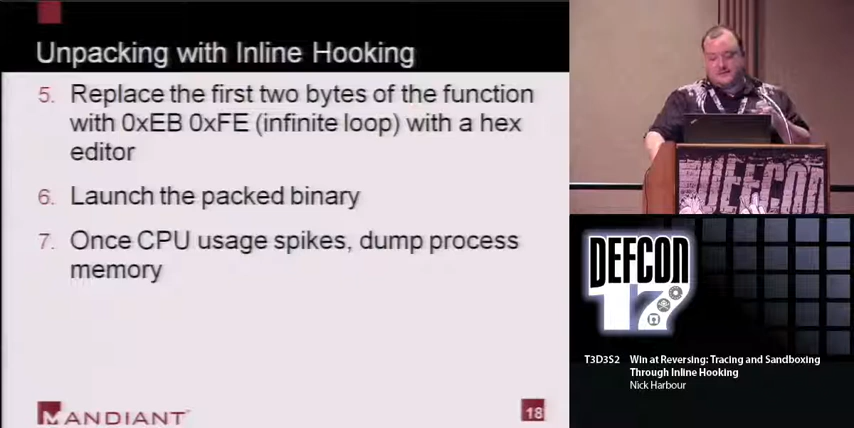 Unpacking with Inline Hooking
5. Replace the first two bytes of the function
with 0xEB 0xFE (infinite loop) with a hex
editor
6. Launch the packed binary
7. Once CPU usage spikes, dump process
memory
MANDIANT
18
DEFCON
DEFCON
17
T3D3S2 Win at Reversing: Tracing and Sandboxing
Through Inline Hooking
Nick Harbour